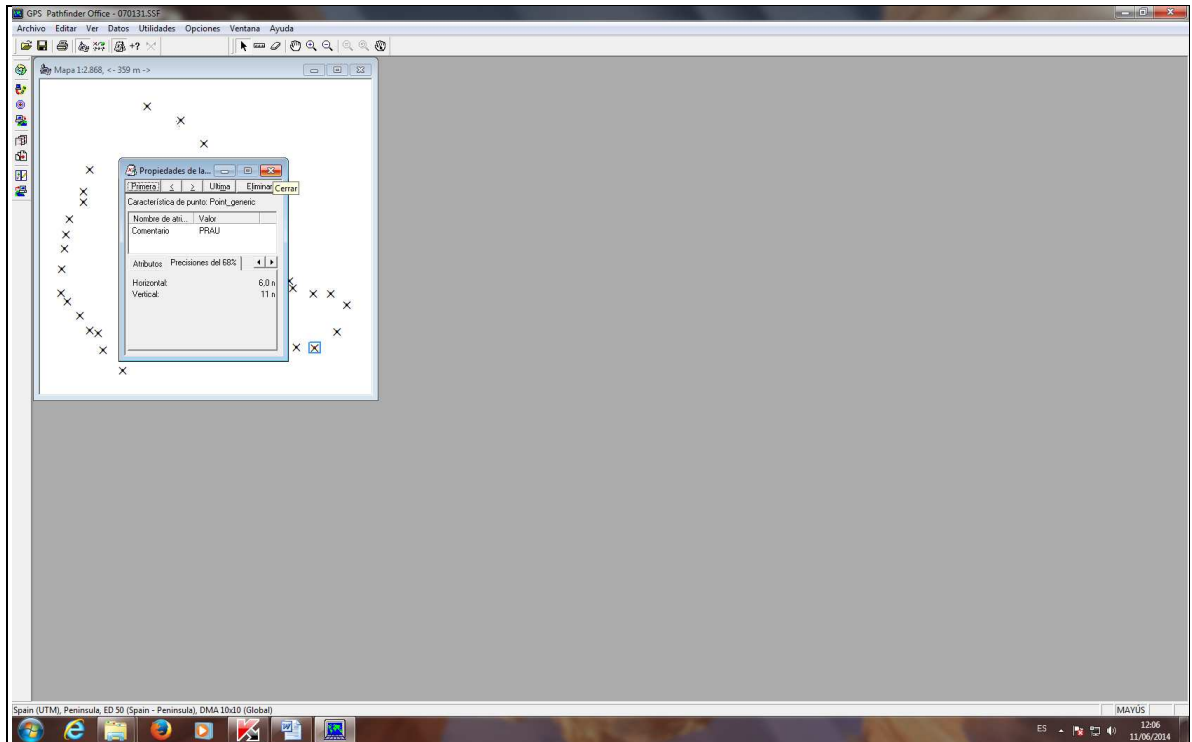 GPS Pathfinder Office - 070131.SSF
Archivo Editar Ver Datos Utilidades Opciones Ventana Ayuda
Mapa 1:2.868, <- 359 m ->
Propiedades de la...
Primera < > Ultima Eliminar
Cerrar
Característica de punto: Point_generic
Nombre de atri... Valor
Comentario PRAU
Atributos Precisiones del 68%
Horizontal: 6,0 n
Vertical: 11 n
Spain (UTM), Peninsula, ED 50 (Spain - Peninsula), DMA 10x10 (Global)
MAYÚS
ES
12:06
11/06/2014